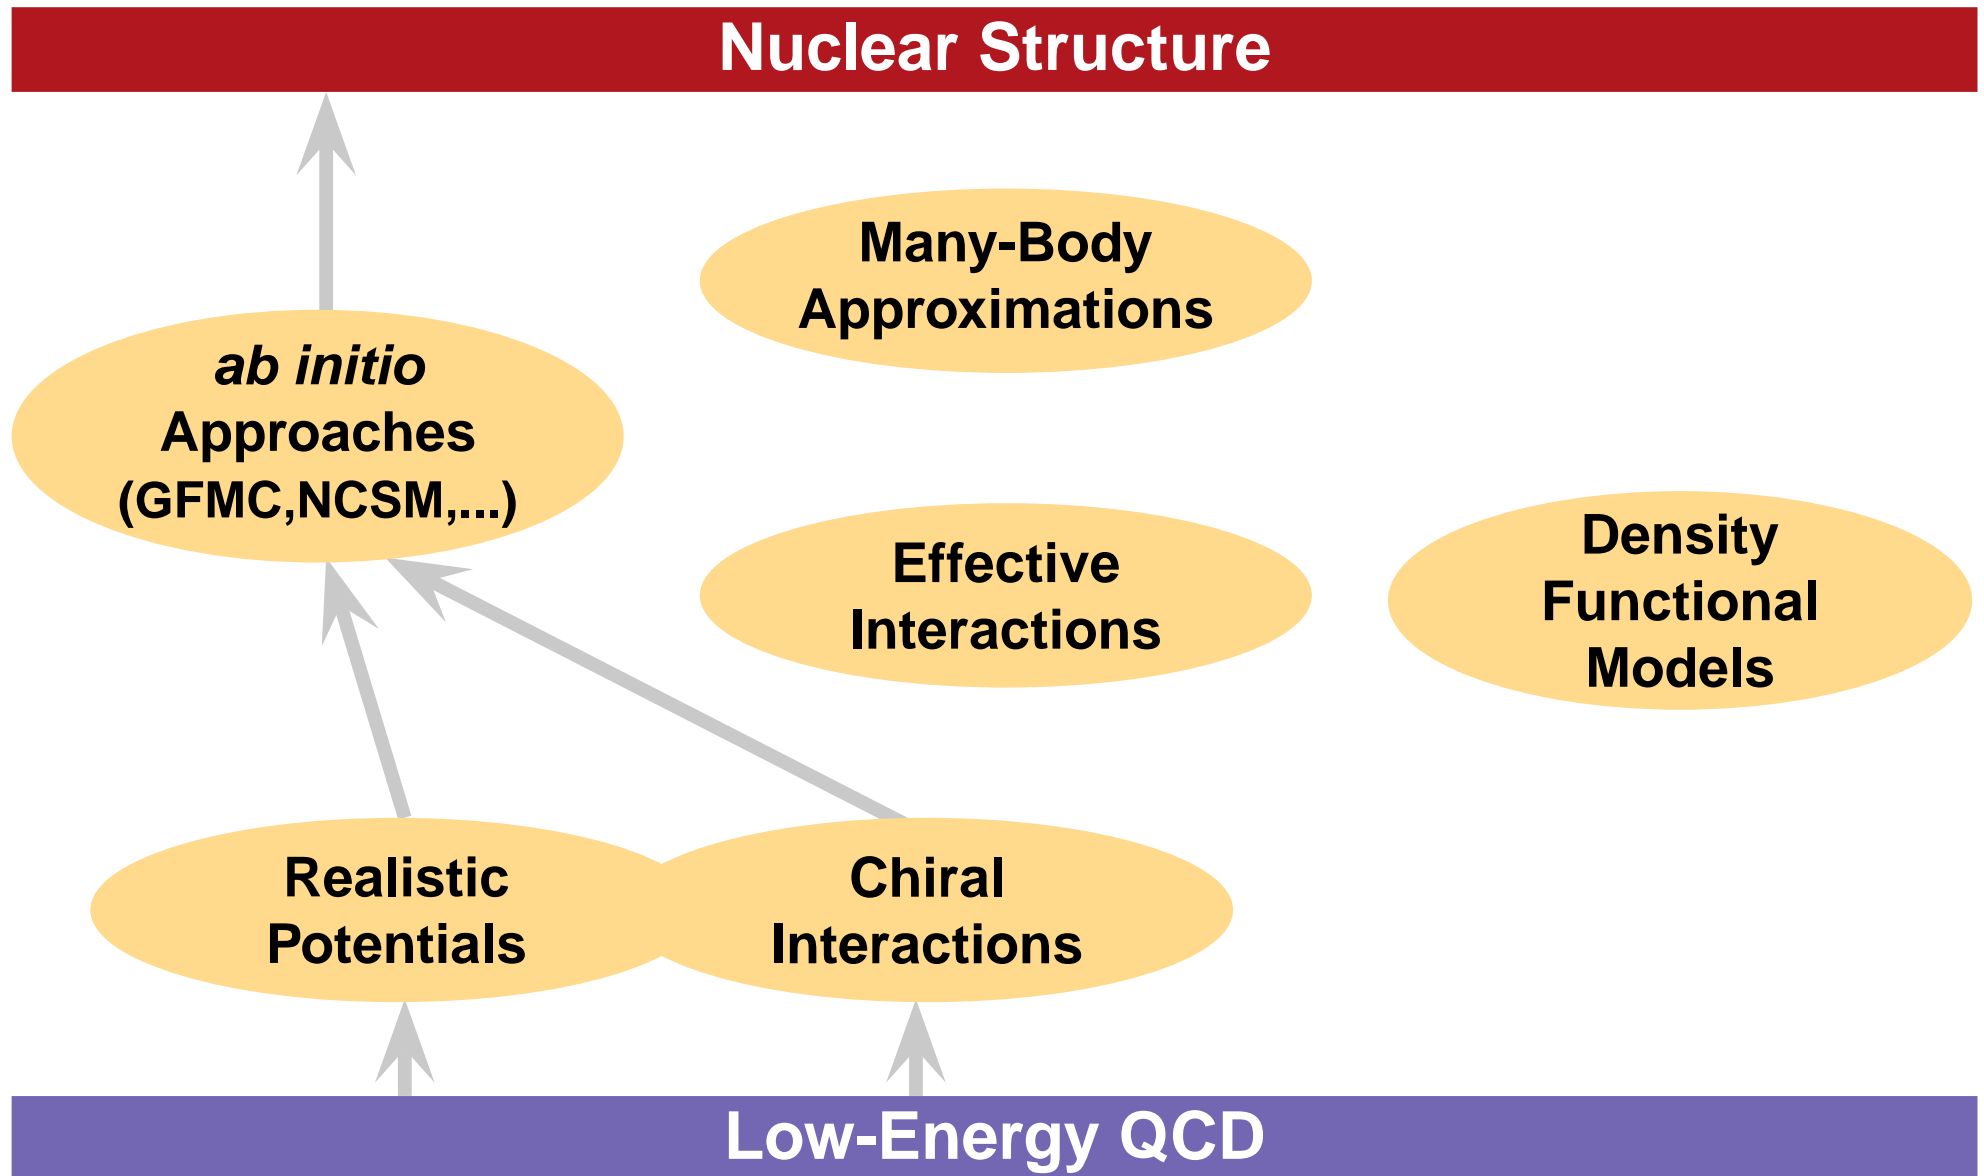 Nuclear Structure
Many-Body
Approximations
ab initio
Approaches
(GFMC,NCSM,...)
Effective
Interactions
Density
Functional
Models
Realistic
Potentials
Chiral
Interactions
Low-Energy QCD